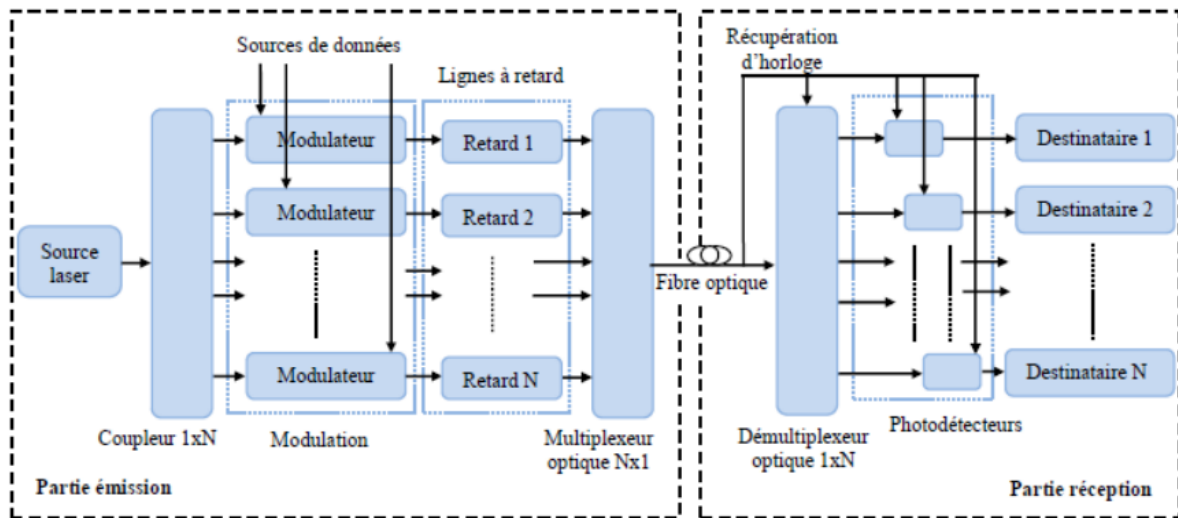 Sources de données
Lignes à retard
Récupération
d'horloge
Modulateur
Retard 1
Destinataire 1
Modulateur
Retard 2
Destinataire 2
Source
laser
Fibre optique
Modulateur
Retard N
Destinataire N
Coupleur 1xN
Modulation
Multiplexeur
optique Nx1
Démultiplexeur
optique 1xN
Photodétecteurs
Partie émission
Partie réception